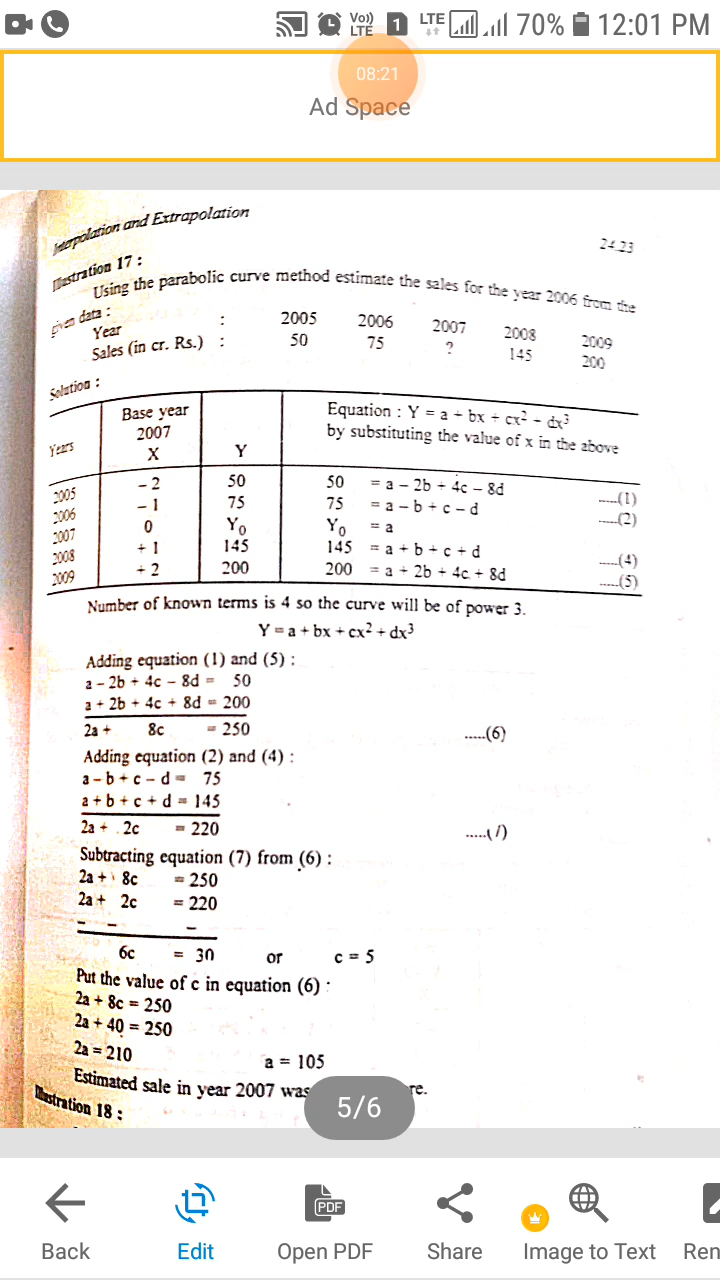 Vo))
LTE
1
LTE
70%
12:01 PM
08:21
Ad Space
Interpolation and Extrapolation
24.23
Illustration 17 :
Using the parabolic curve method estimate the sales for the year 2006 from the
given data :
Year : 2005 2006 2007 2008 2009
Sales (in cr. Rs.) : 50 75 ? 145 200
Solution :
Years
Base year
2007
X
Y
Equation : Y = a + bx + cx² - dx³
by substituting the value of x in the above
2005 - 2 50 50 = a - 2b + 4c - 8d .....(1)
2006 - 1 75 75 = a - b + c - d .....(2)
2007 0 Y₀ Y₀ = a
2008 + 1 145 145 = a + b + c + d .....(4)
2009 + 2 200 200 = a + 2b + 4c + 8d .....(5)
Number of known terms is 4 so the curve will be of power 3.
Y = a + bx + cx² + dx³
Adding equation (1) and (5) :
a - 2b + 4c - 8d = 50
a + 2b + 4c + 8d = 200
2a + 8c = 250 .....(6)
Adding equation (2) and (4) :
a - b + c - d = 75
a + b + c + d = 145
2a + 2c = 220 .....(7)
Subtracting equation (7) from (6) :
2a + 8c = 250
2a + 2c = 220
- - -
6c = 30 or c = 5
Put the value of c in equation (6) :
2a + 8c = 250
2a + 40 = 250
2a = 210 a = 105
Estimated sale in year 2007 was re.
Illustration 18 :
5/6
Back
Edit
PDF
Open PDF
Share
Image to Text
Ren